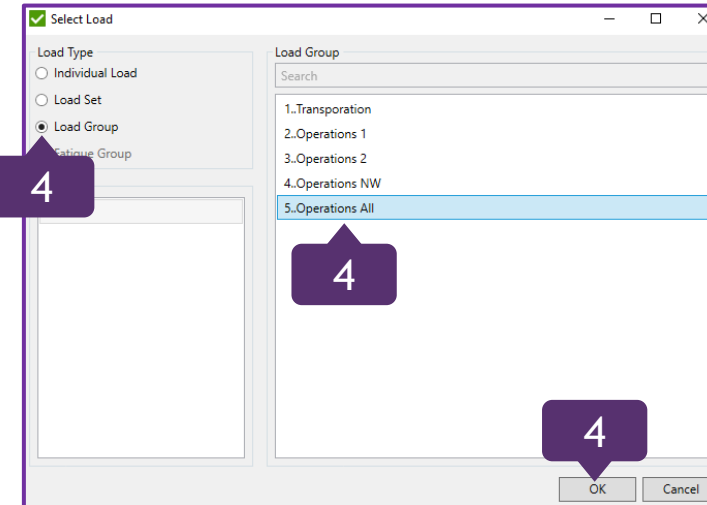 Select Load
Load Type
Individual Load
Load Set
Load Group
Fatigue Group
4
Load Group
Search
1..Transporation
2..Operations 1
3..Operations 2
4..Operations NW
5..Operations All
4
4
OK
Cancel